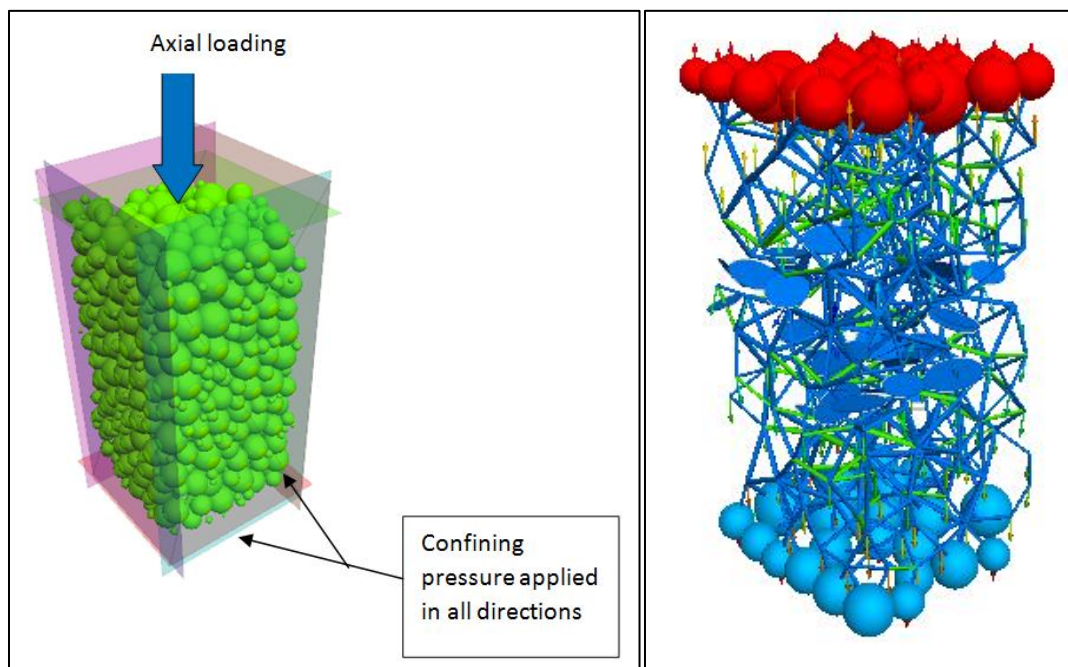 Axial loading
Confining
pressure applied
in all directions